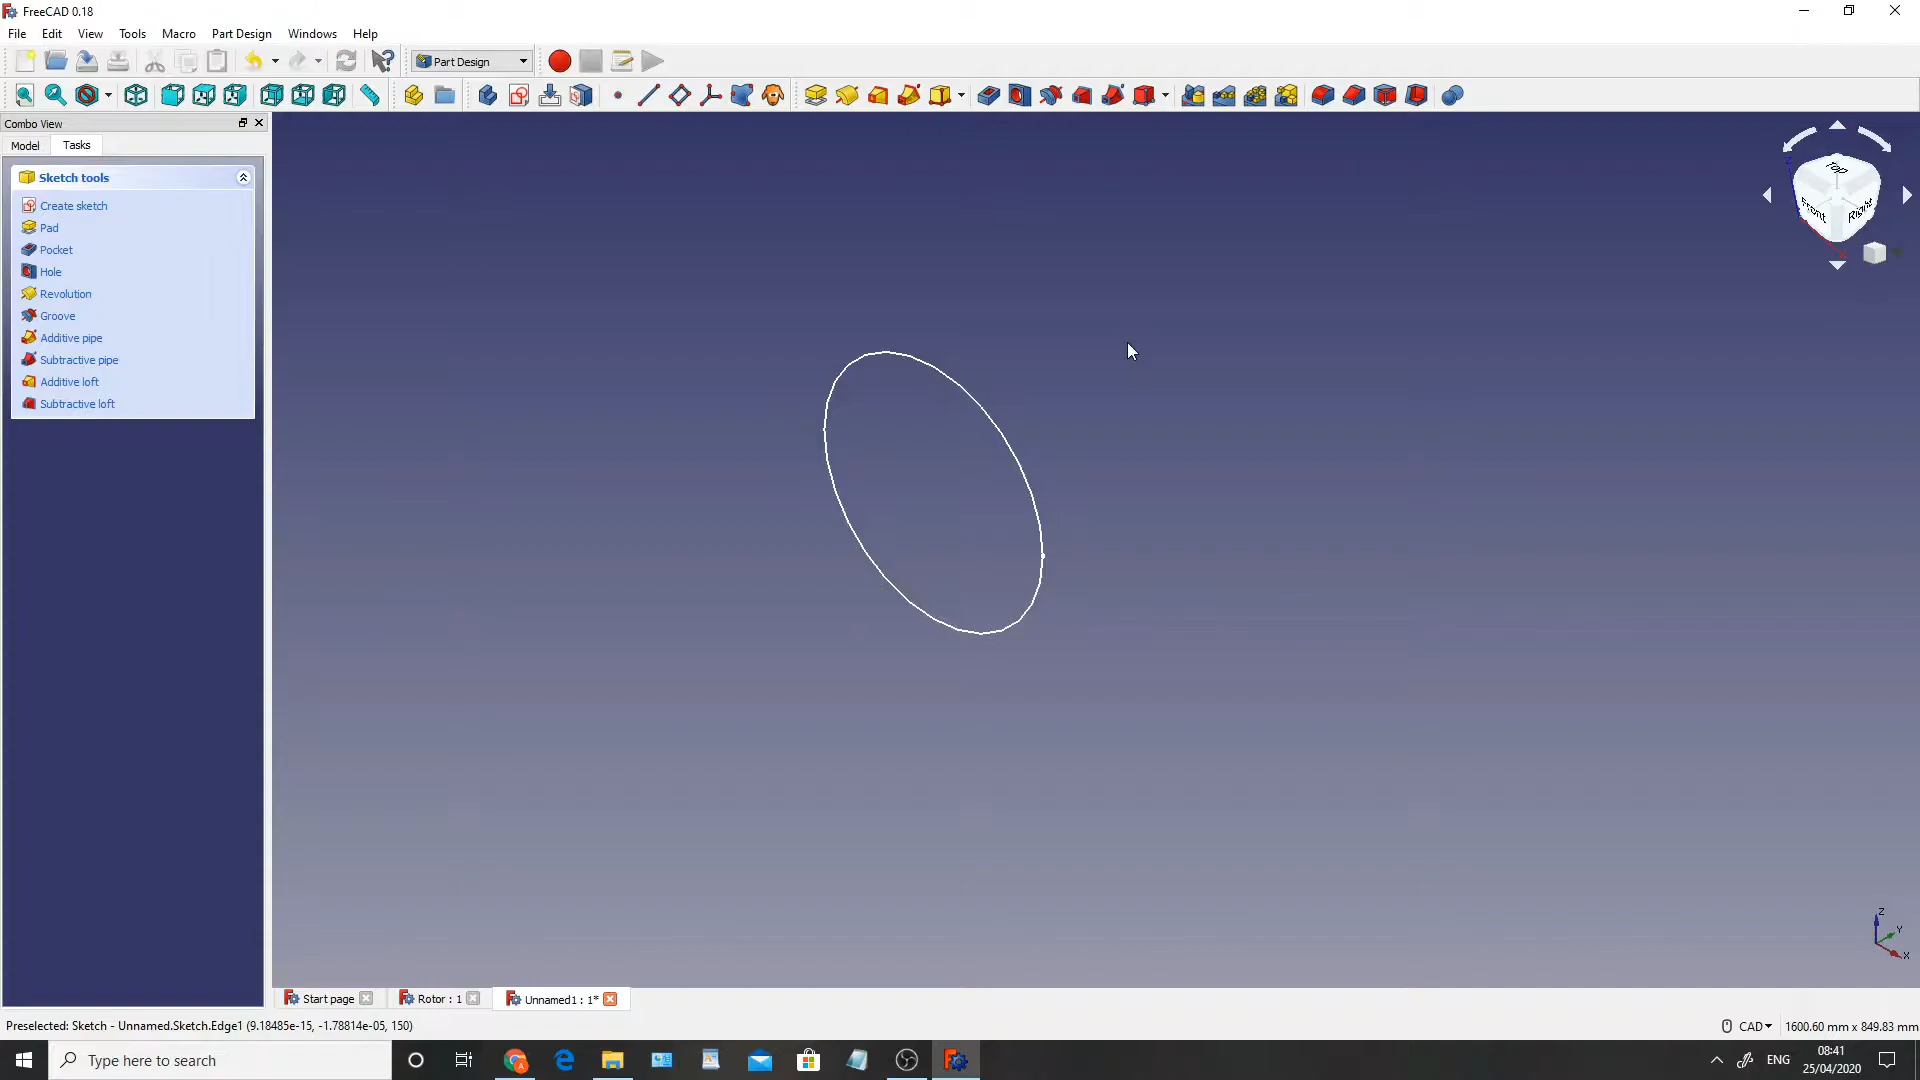 FreeCAD 0.18
File Edit View Tools Macro Part Design Windows Help
Part Design
Combo View
Model Tasks
Sketch tools
Create sketch
Pad
Pocket
Hole
Revolution
Groove
Additive pipe
Subtractive pipe
Additive loft
Subtractive loft
Top
Front
Right
Z
X
Z
Y
X
Start page Rotor : 1 Unnamed1 : 1*
Preselected: Sketch - Unnamed.Sketch.Edge1 (9.18485e-15, -1.78814e-05, 150) CAD 1600.60 mm x 849.83 mm
Type here to search ENG 08:41
25/04/2020